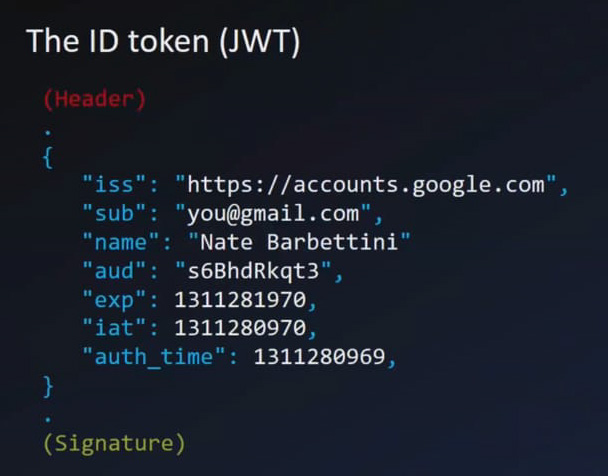 The ID token (JWT)
(Header)
.
{
"iss": "https://accounts.google.com",
"sub": "you@gmail.com",
"name": "Nate Barbettini"
"aud": "s6BhdRkqt3",
"exp": 1311281970,
"iat": 1311280970,
"auth_time": 1311280969,
}
.
(Signature)